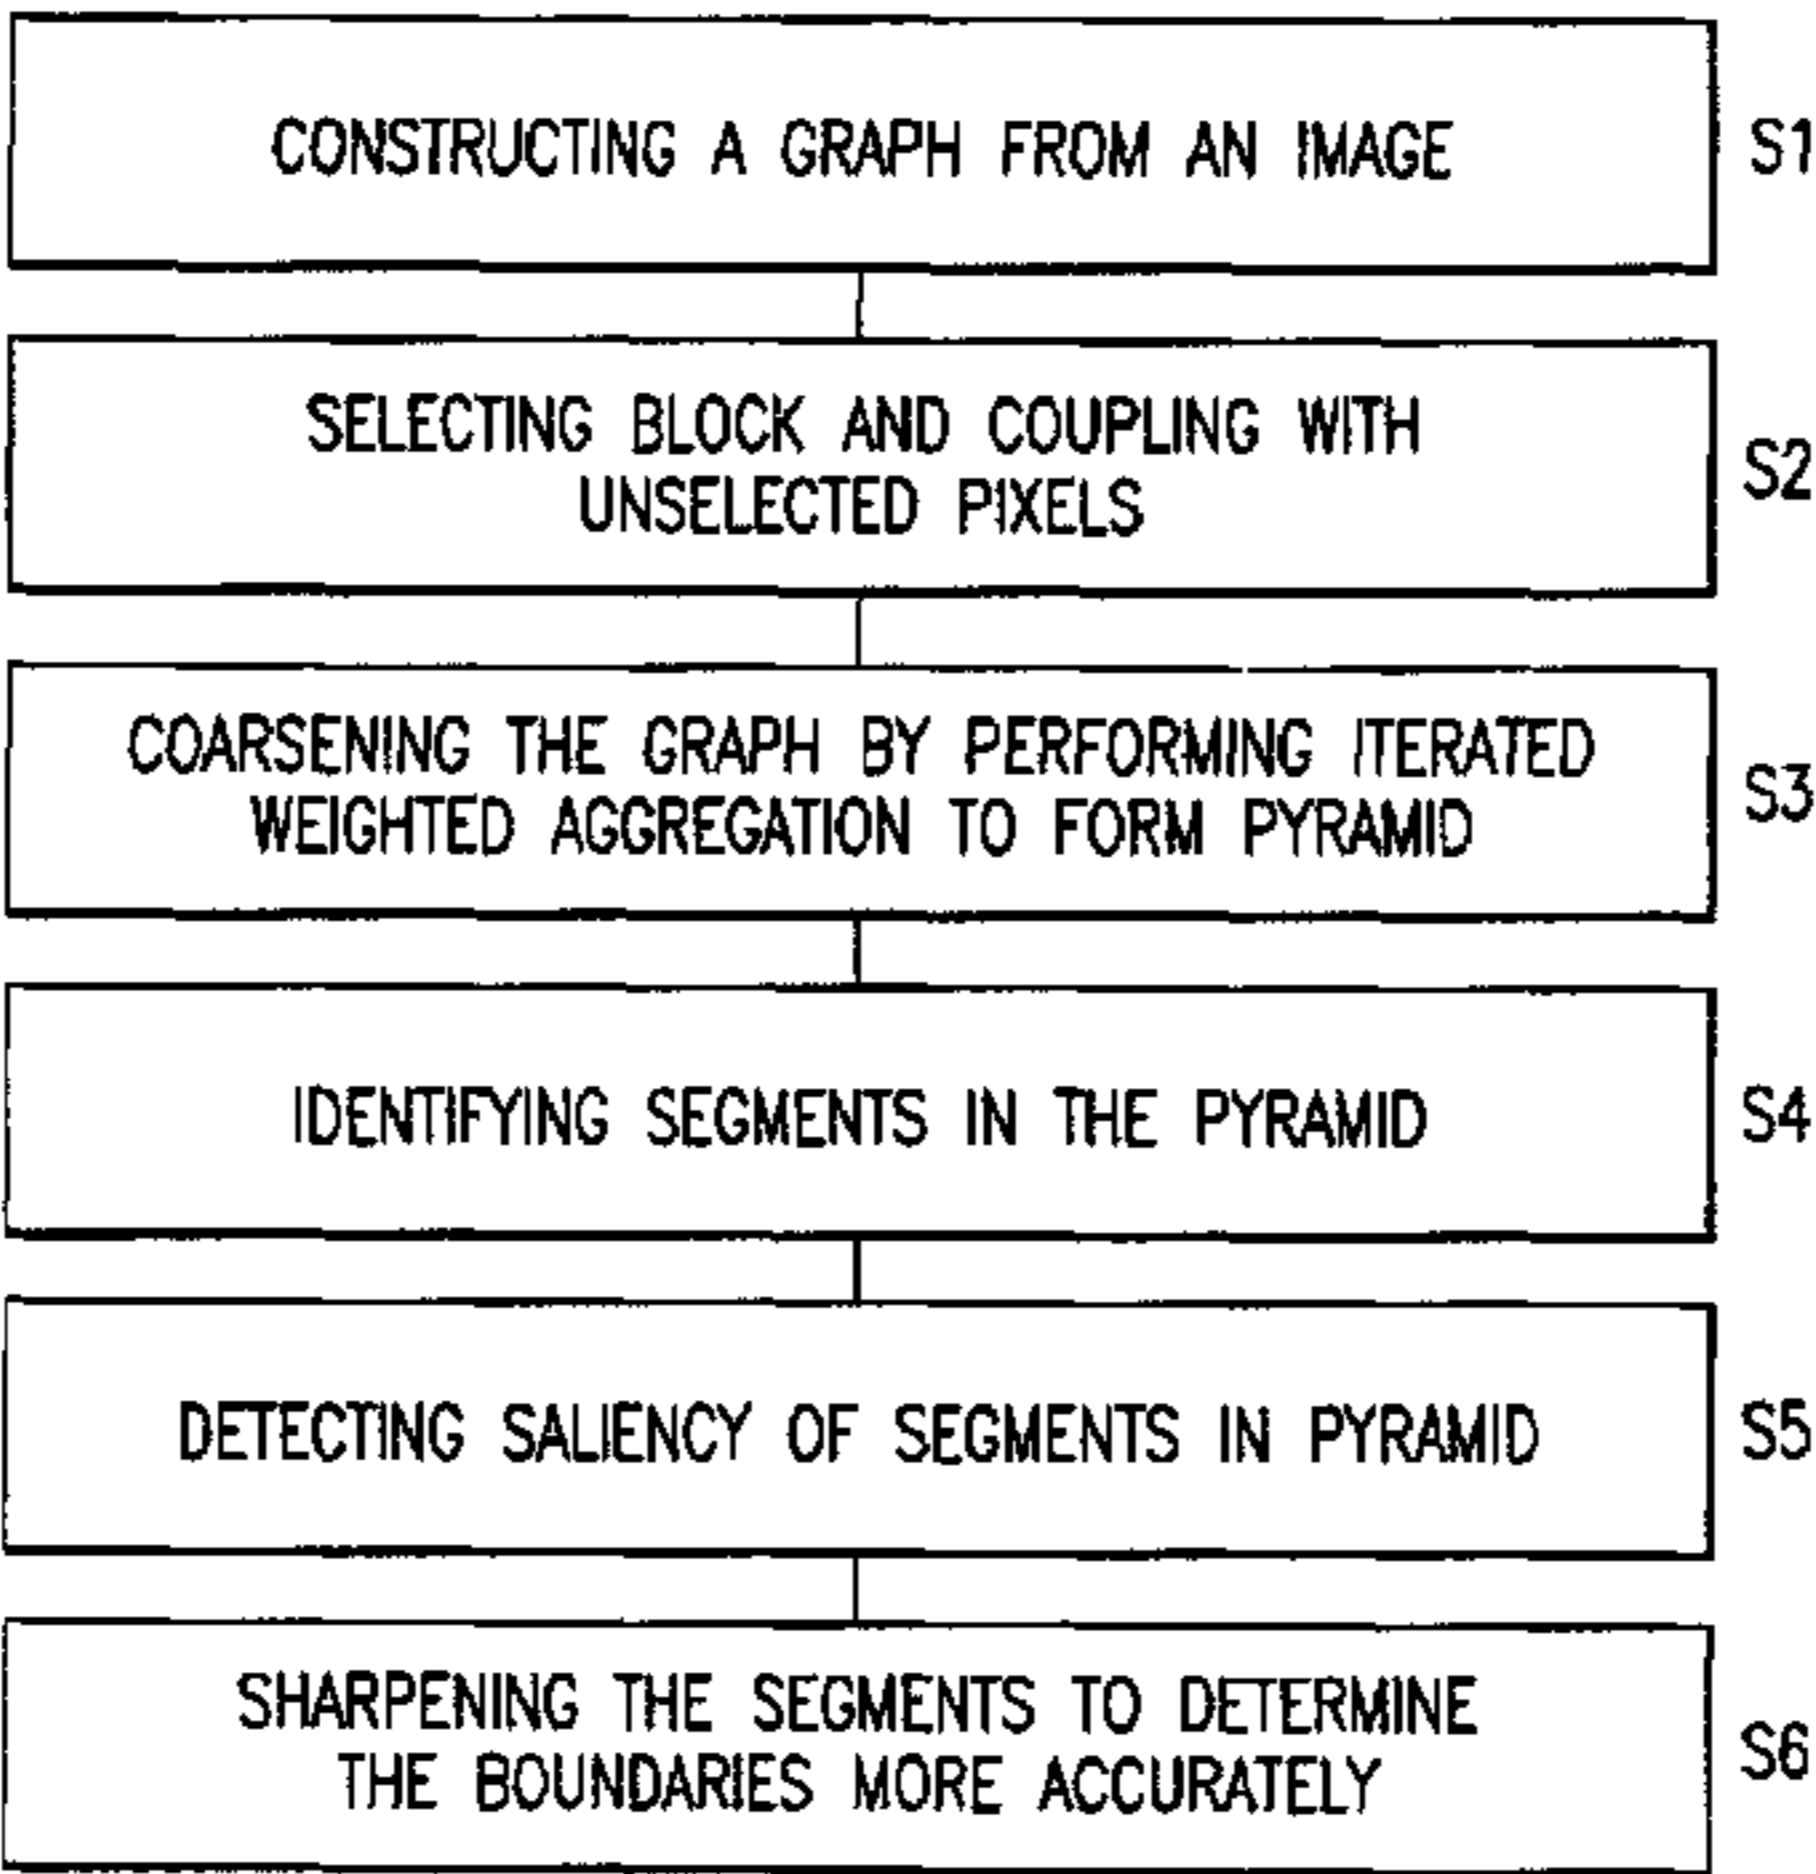 CONSTRUCTING A GRAPH FROM AN IMAGE
S1
SELECTING BLOCK AND COUPLING WITH
UNSELECTED PIXELS
S2
COARSENING THE GRAPH BY PERFORMING ITERATED
WEIGHTED AGGREGATION TO FORM PYRAMID
S3
IDENTIFYING SEGMENTS IN THE PYRAMID
S4
DETECTING SALIENCY OF SEGMENTS IN PYRAMID
S5
SHARPENING THE SEGMENTS TO DETERMINE
THE BOUNDARIES MORE ACCURATELY
S6